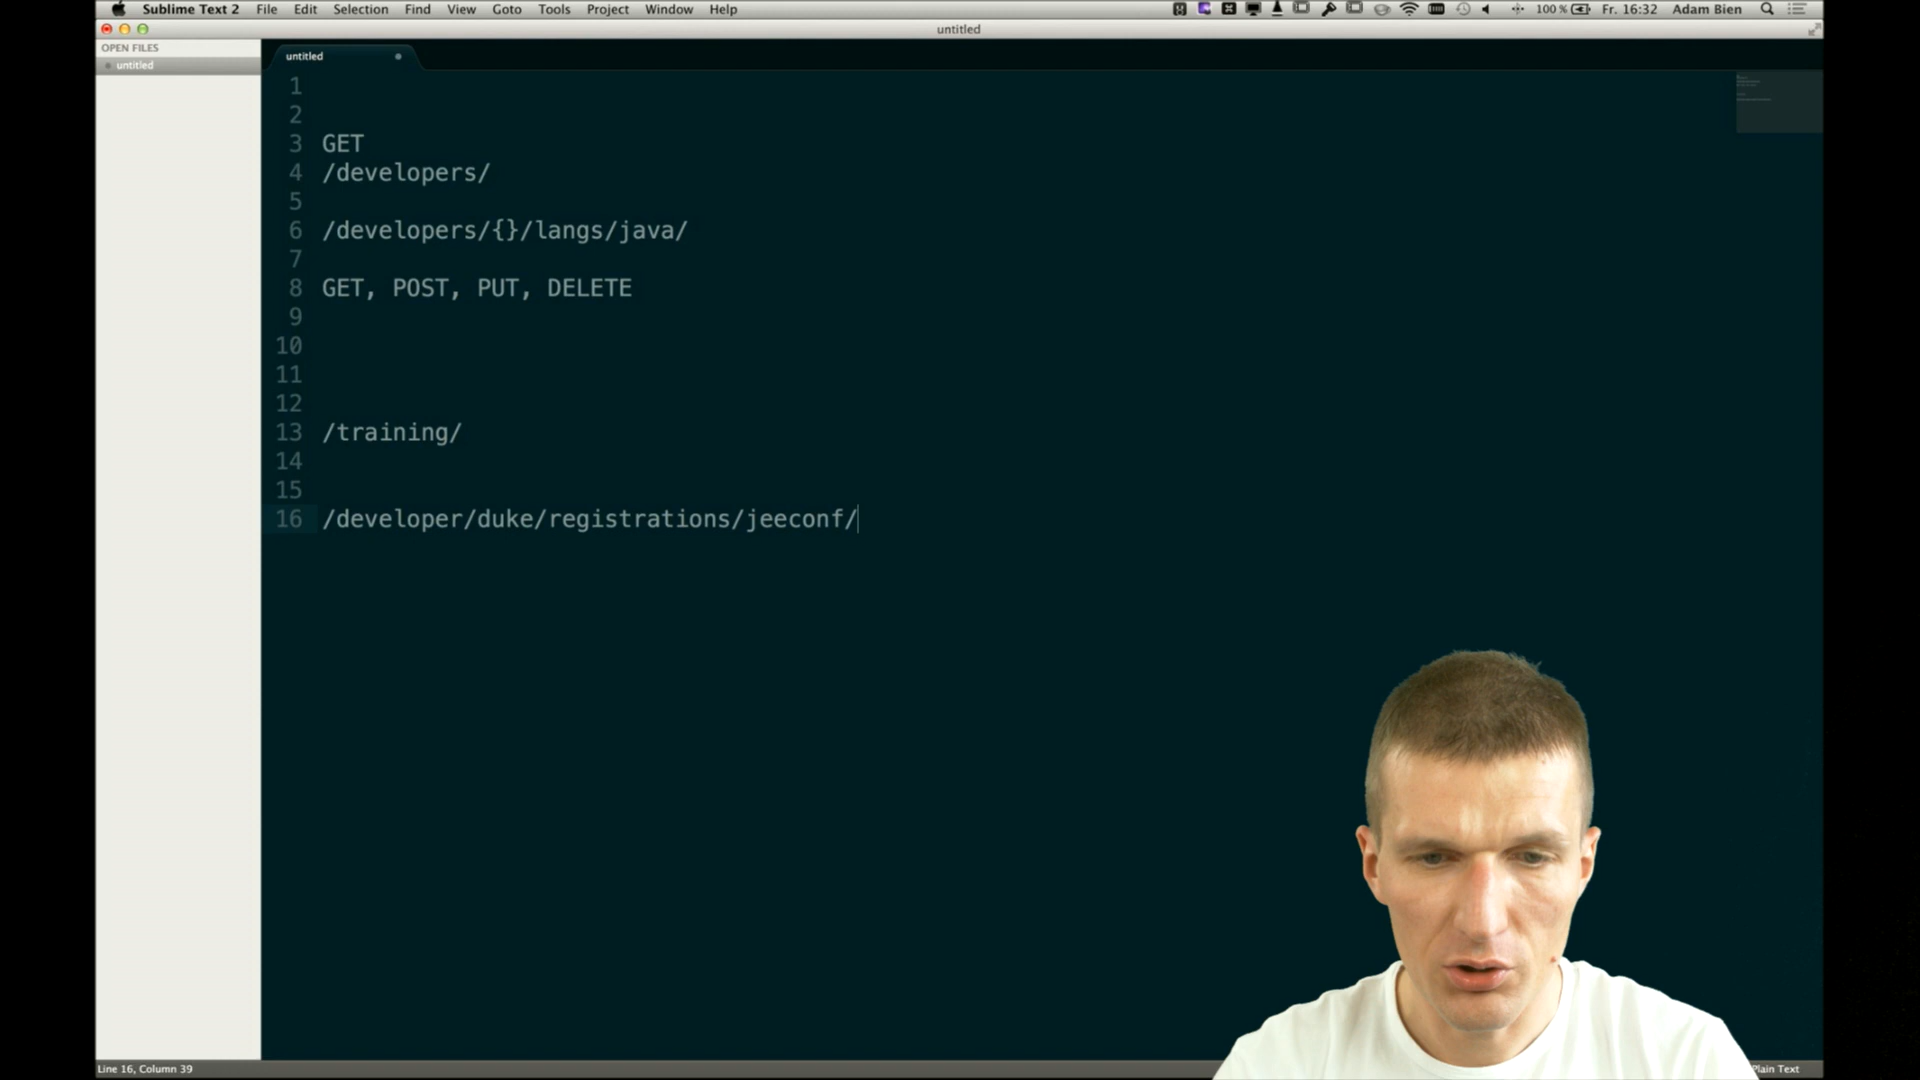 Sublime Text 2 File Edit Selection Find View Goto Tools Project Window Help 100% Fr. 16:32 Adam Bien
untitled
OPEN FILES
untitled
untitled
1
2
3 GET
4 /developers/
5
6 /developers/{}/langs/java/
7
8 GET, POST, PUT, DELETE
9
10
11
12
13 /training/
14
15
16 /developer/duke/registrations/jeeconf/
Line 16, Column 39
Plain Text